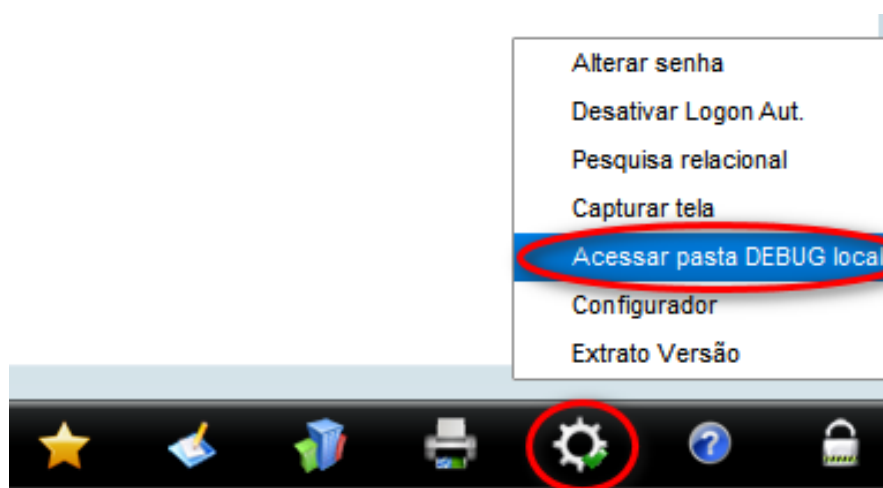 Alterar senha
Desativar Logon Aut.
Pesquisa relacional
Capturar tela
Acessar pasta DEBUG local
Configurador
Extrato Versão
?